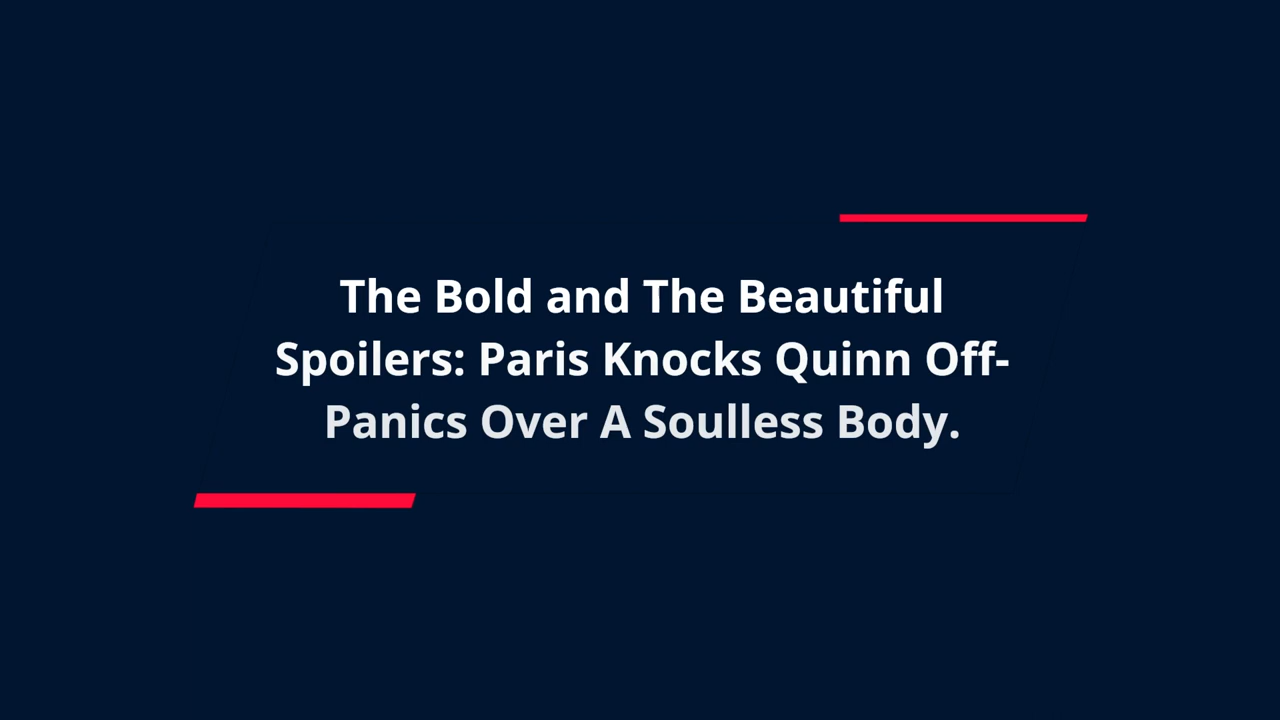 The Bold and The Beautiful
Spoilers: Paris Knocks Quinn Off-
Panics Over A Soulless Body.